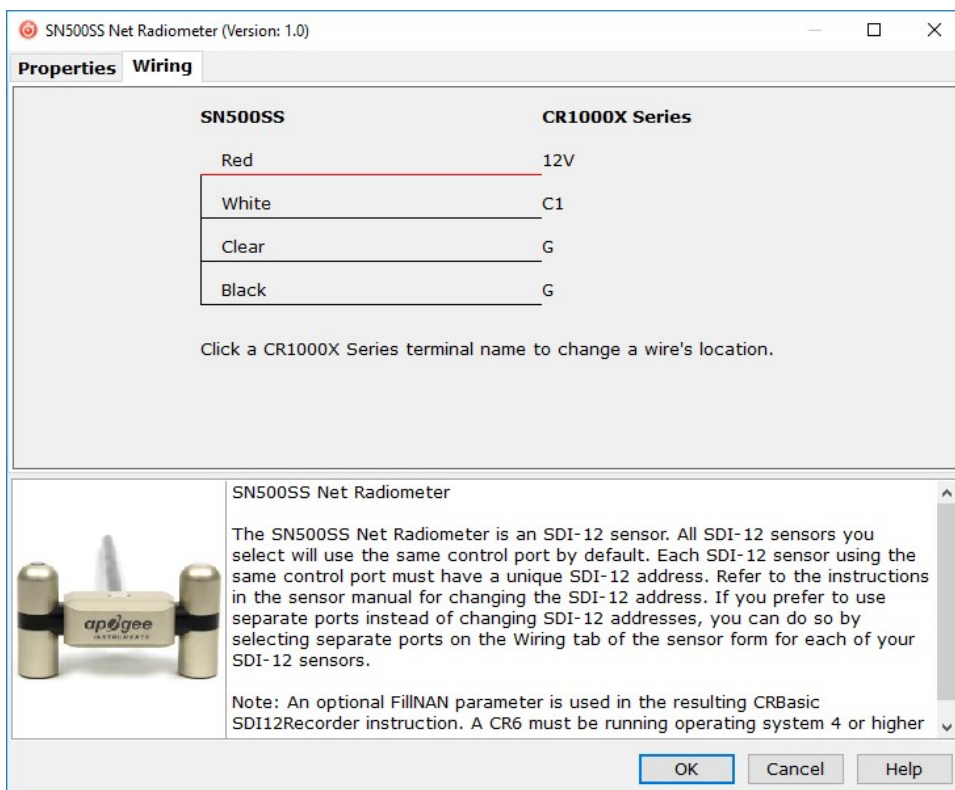 SN500SS Net Radiometer (Version: 1.0)
Properties Wiring
SN500SS CR1000X Series
Red 12V
White C1
Clear G
Black G
Click a CR1000X Series terminal name to change a wire's location.
SN500SS Net Radiometer
The SN500SS Net Radiometer is an SDI-12 sensor. All SDI-12 sensors you
select will use the same control port by default. Each SDI-12 sensor using the
same control port must have a unique SDI-12 address. Refer to the instructions
in the sensor manual for changing the SDI-12 address. If you prefer to use
separate ports instead of changing SDI-12 addresses, you can do so by
selecting separate ports on the Wiring tab of the sensor form for each of your
SDI-12 sensors.
Note: An optional FillNAN parameter is used in the resulting CRBasic
SDI12Recorder instruction. A CR6 must be running operating system 4 or higher
apogee
INSTRUMENTS
OK Cancel Help